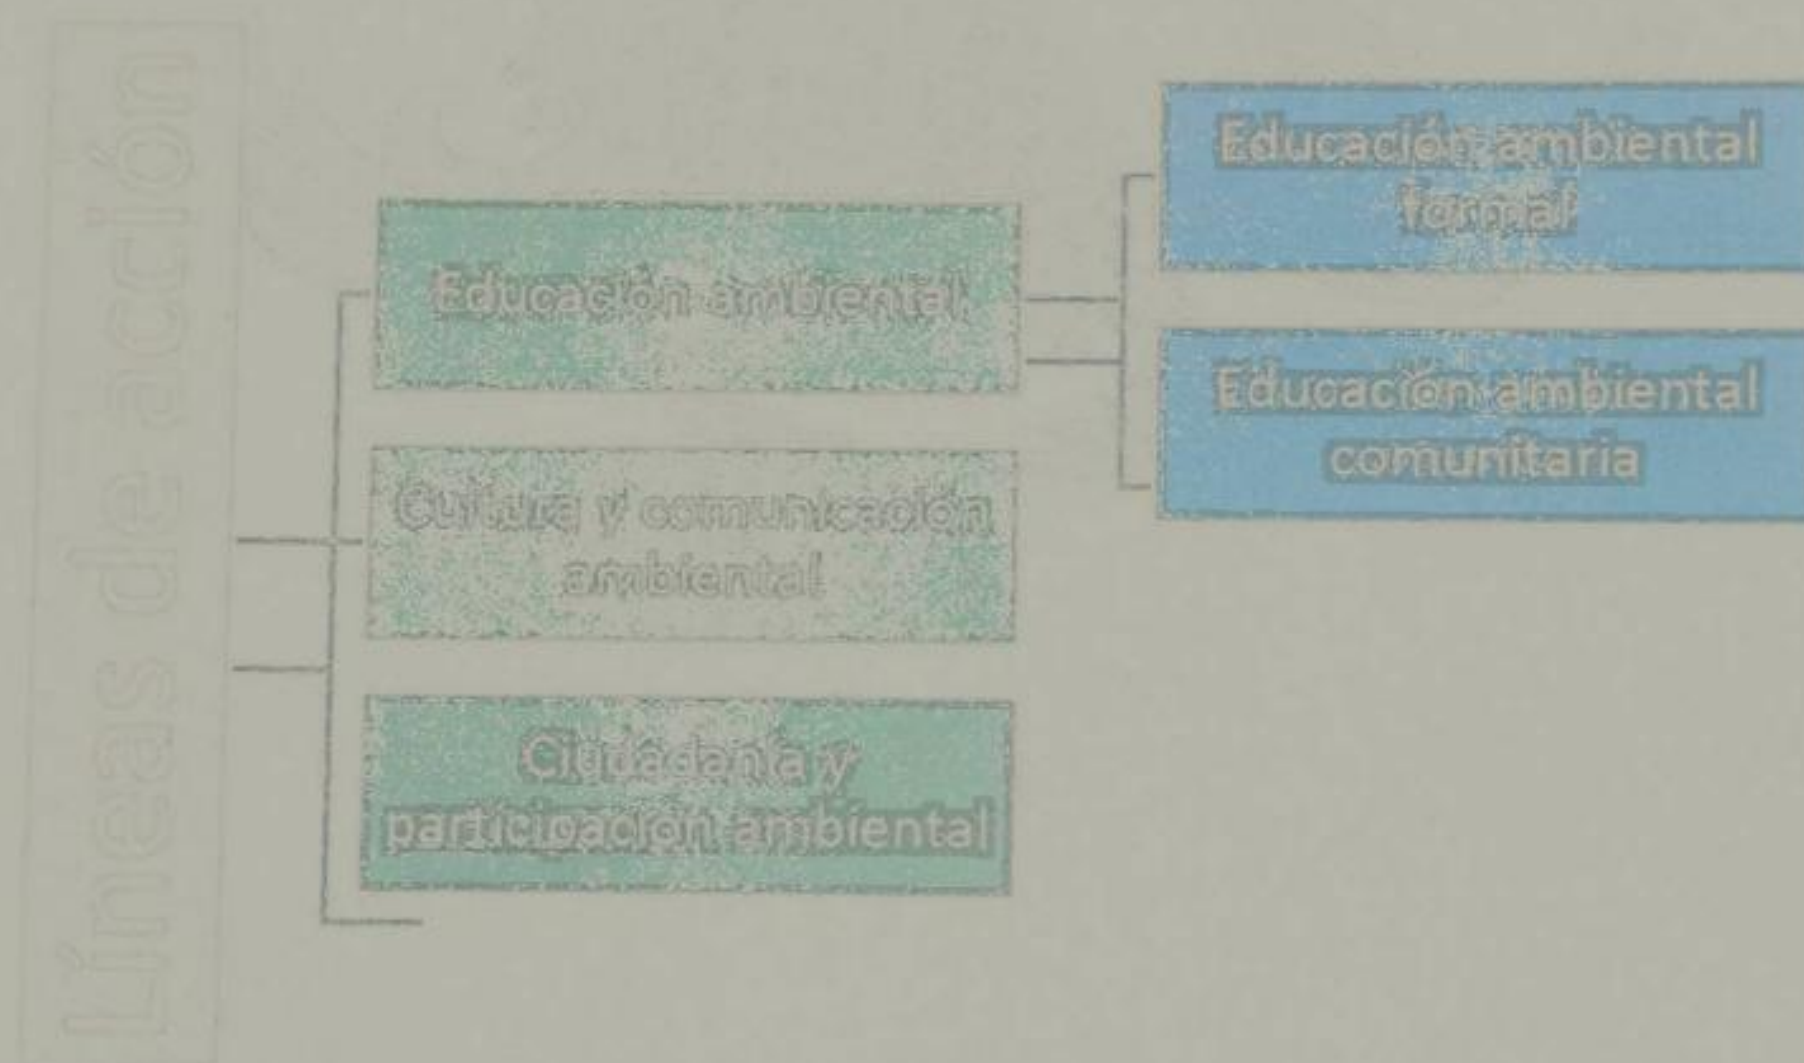 Líneas de acción
Educación ambiental
Cultura y comunicación
ambiental
Ciudadanía y
participación ambiental
Educación ambiental
formal
Educación ambiental
comunitaria